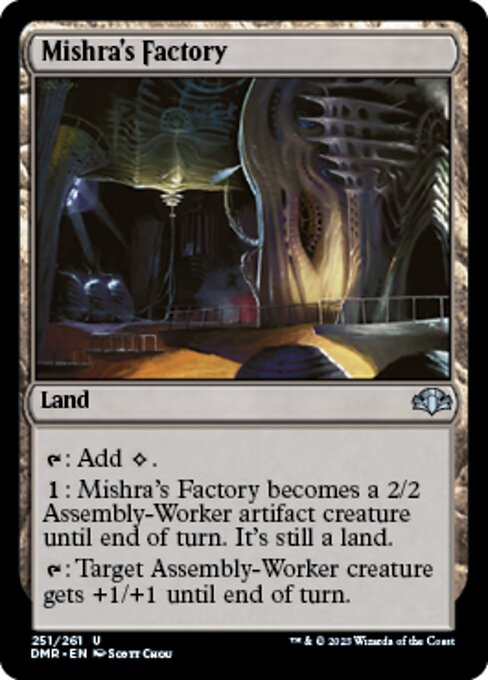 Mishra's Factory
Land
: Add .
1 : Mishra's Factory becomes a 2/2
Assembly-Worker artifact creature
until end of turn. It's still a land.
: Target Assembly-Worker creature
gets +1/+1 until end of turn.
251/261 U
DMR • EN Scott Chou
™ & © 2023 Wizards of the Coast